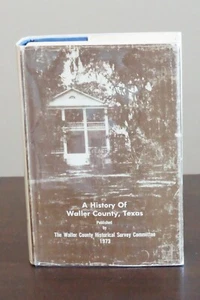 A History Of
Waller County, Texas
Published
by
The Waller County Historical Survey Committee
1973